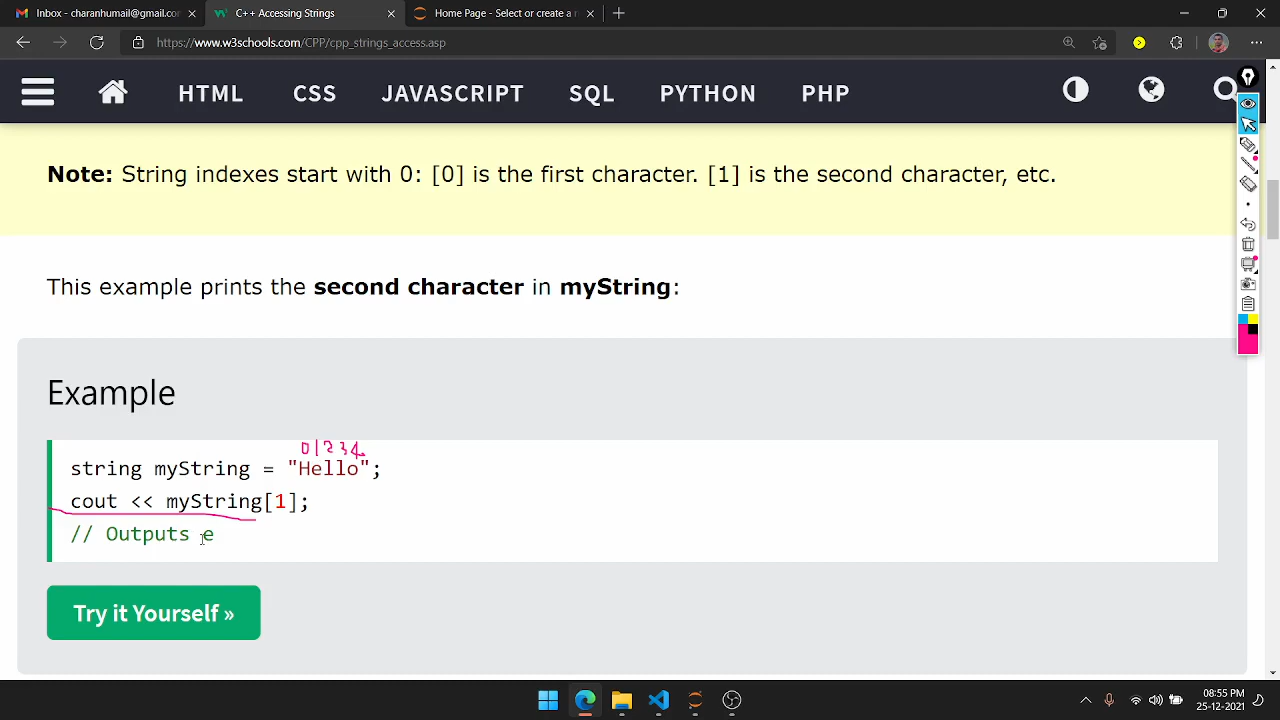 Inbox - charanhumail@gmail.co
C++ Accessing Strings
Home Page - Select or create a n
https://www.w3schools.com/CPP/cpp_strings_access.asp
HTML CSS JAVASCRIPT SQL PYTHON PHP
Note: String indexes start with 0: [0] is the first character. [1] is the second character, etc.
This example prints the second character in myString:
Example
0 1 2 3 4
string myString = "Hello";
cout << myString[1];
// Outputs e
Try it Yourself »
08:55 PM
25-12-2021